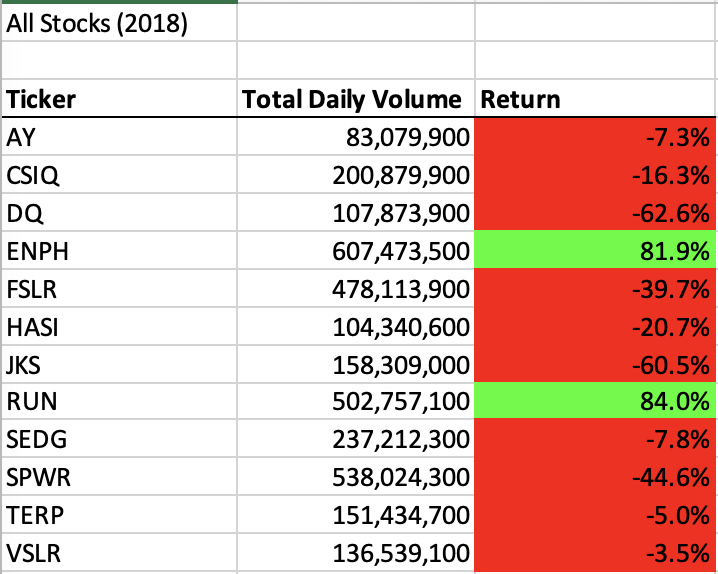 All Stocks (2018)
Ticker Total Daily Volume Return
AY 83,079,900 -7.3%
CSIQ 200,879,900 -16.3%
DQ 107,873,900 -62.6%
ENPH 607,473,500 81.9%
FSLR 478,113,900 -39.7%
HASI 104,340,600 -20.7%
JKS 158,309,000 -60.5%
RUN 502,757,100 84.0%
SEDG 237,212,300 -7.8%
SPWR 538,024,300 -44.6%
TERP 151,434,700 -5.0%
VSLR 136,539,100 -3.5%